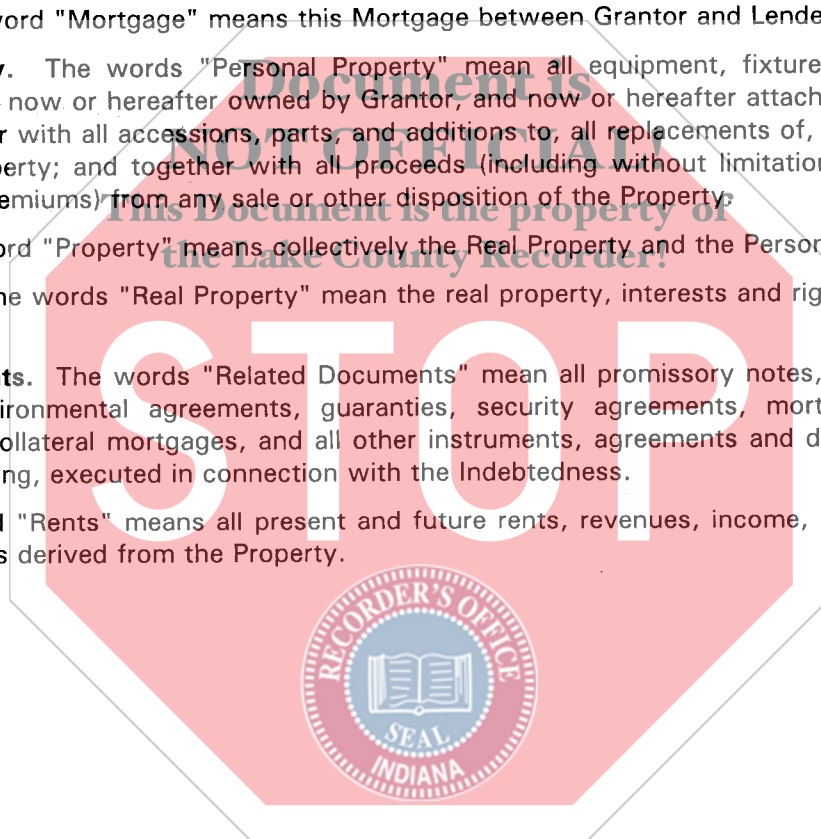 ord "Mortgage" means this Mortgage between Grantor and Lende
y. The words "Personal Property" mean all equipment, fixture
now or hereafter owned by Grantor, and now or hereafter attach
r with all accessions, parts, and additions to, all replacements of,
erty; and together with all proceeds (including without limitation
emiums) from any sale or other disposition of the Property.
ord "Property" means collectively the Real Property and the Person
he words "Real Property" mean the real property, interests and rig
ts. The words "Related Documents" mean all promissory notes,
ironmental agreements, guaranties, security agreements, mort
ollateral mortgages, and all other instruments, agreements and d
ng, executed in connection with the Indebtedness.
d "Rents" means all present and future rents, revenues, income,
s derived from the Property.
Document is
NOT OFFICIAL!
This Document is the property of
the Lake County Recorder!
STOP
RECORDER'S OFFICE
SEAL
INDIANA